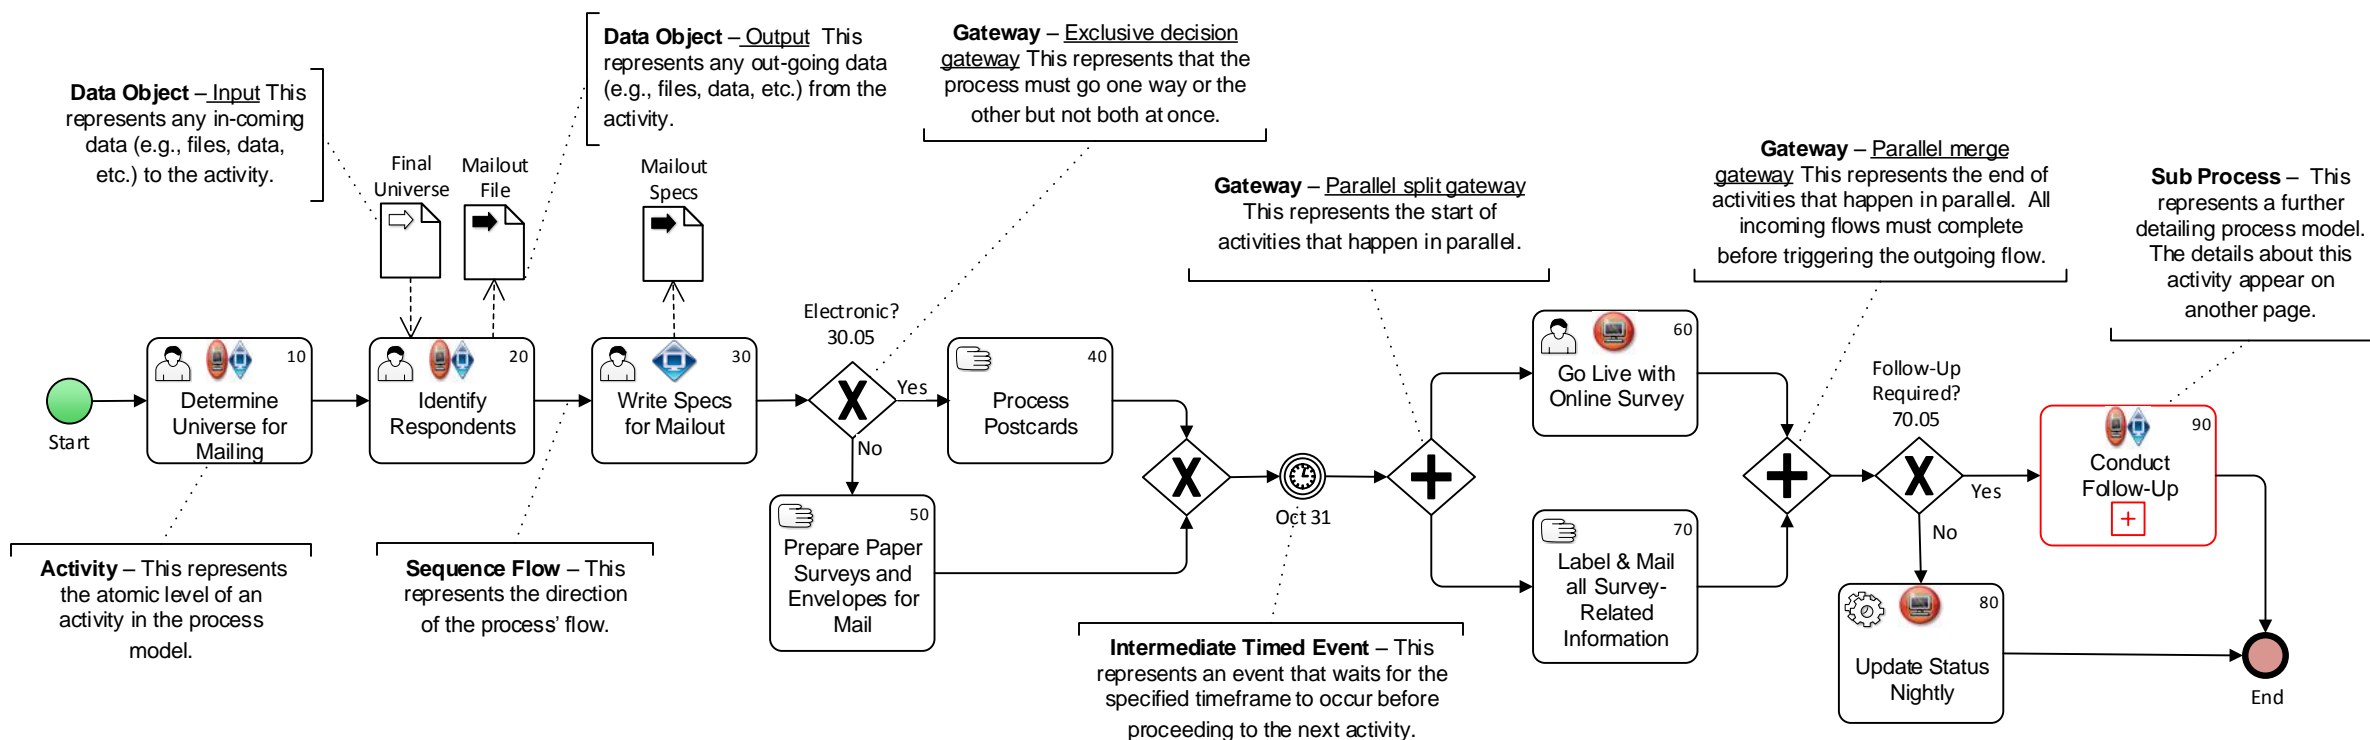 Data Object – Input This
represents any in-coming
data (e.g., files, data,
etc.) to the activity.
Data Object – Output This
represents any out-going data
(e.g., files, data, etc.) from the
activity.
Gateway – Exclusive decision
gateway This represents that the
process must go one way or the
other but not both at once.
Gateway – Parallel split gateway
This represents the start of
activities that happen in parallel.
Gateway – Parallel merge
gateway This represents the end of
activities that happen in parallel. All
incoming flows must complete
before triggering the outgoing flow.
Sub Process – This
represents a further
detailing process model.
The details about this
activity appear on
another page.
Final
Universe
Mailout
File
Mailout
Specs
Start
10
Determine
Universe for
Mailing
20
Identify
Respondents
30
Write Specs
for Mailout
Electronic?
30.05
Yes
No
40
Process
Postcards
50
Prepare Paper
Surveys and
Envelopes for
Mail
Oct 31
60
Go Live with
Online Survey
70
Label & Mail
all Survey-
Related
Information
Follow-Up
Required?
70.05
Yes
No
80
Update Status
Nightly
90
Conduct
Follow-Up
End
Activity – This represents
the atomic level of an
activity in the process
model.
Sequence Flow – This
represents the direction
of the process’ flow.
Intermediate Timed Event – This
represents an event that waits for the
specified timeframe to occur before
proceeding to the next activity.